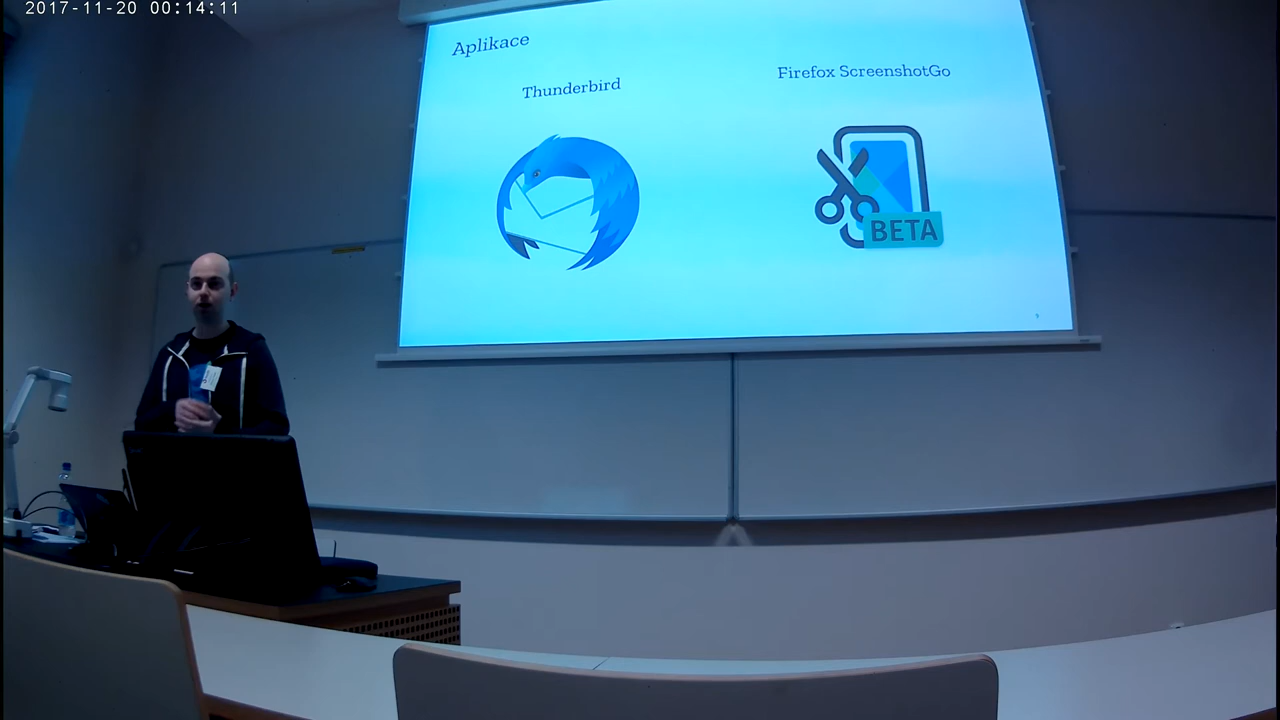 2017-11-20 00:14:11
Aplikace
Thunderbird
Firefox ScreenshotGo
BETA